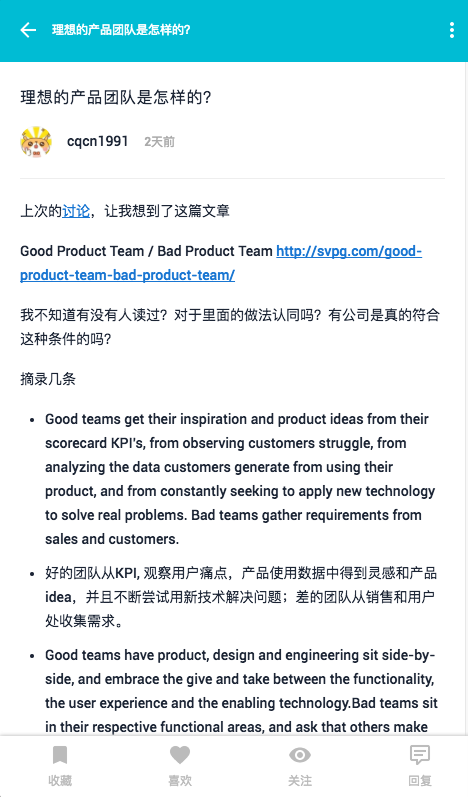 理想的产品团队是怎样的?
理想的产品团队是怎样的?
cqcn1991 2天前
上次的讨论，让我想到了这篇文章
Good Product Team / Bad Product Team http://svpg.com/good-
product-team-bad-product-team/
我不知道有没有人读过？对于里面的做法认同吗？有公司是真的符合
这种条件的吗？
摘录几条
• Good teams get their inspiration and product ideas from their
scorecard KPI's, from observing customers struggle, from
analyzing the data customers generate from using their
product, and from constantly seeking to apply new technology
to solve real problems. Bad teams gather requirements from
sales and customers.
• 好的团队从KPI, 观察用户痛点，产品使用数据中得到灵感和产品
idea，并且不断尝试用新技术解决问题；差的团队从销售和用户
处收集需求。
• Good teams have product, design and engineering sit side-by-
side, and embrace the give and take between the functionality,
the user experience and the enabling technology.Bad teams sit
in their respective functional areas, and ask that others make
收藏 喜欢 关注 回复